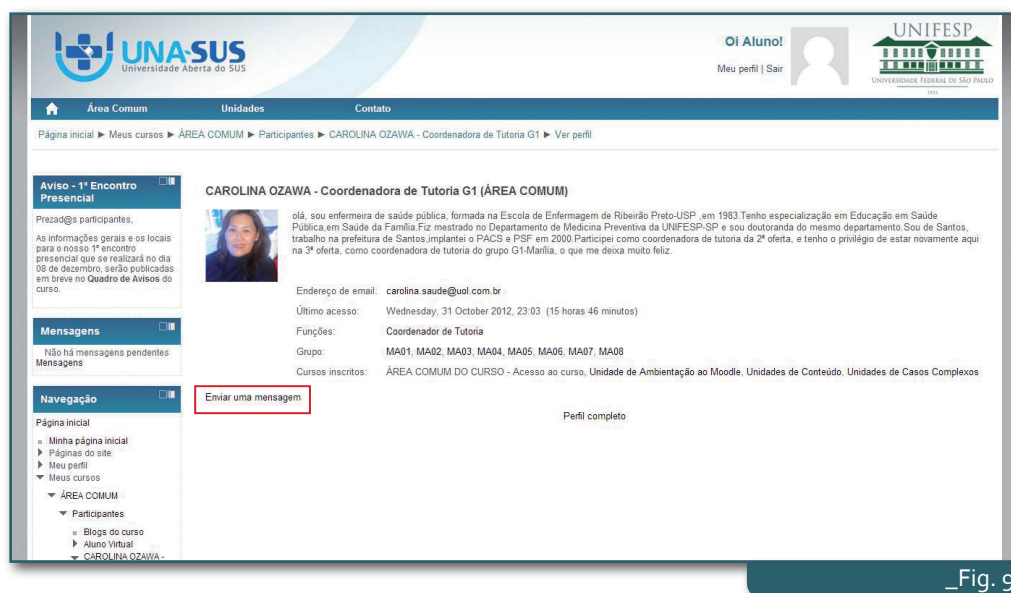 UNA-SUS
Universidade Aberta do SUS
Oi Aluno!
Meu perfil | Sair
UNIFESP
UNIVERSIDADE FEDERAL DE SÃO PAULO
1933
Área Comum Unidades Contato
Página inicial ► Meus cursos ► ÁREA COMUM ► Participantes ► CAROLINA OZAWA - Coordenadora de Tutoria G1 ► Ver perfil
Aviso - 1º Encontro
Presencial
Prezad@s participantes,
As informações gerais e os locais
para o nosso 1º encontro
presencial que se realizará no dia
08 de dezembro, serão publicadas
em breve no Quadro de Avisos do
curso.
Mensagens
Não há mensagens pendentes
Mensagens
Navegação
Página inicial
Minha página inicial
Páginas do site
Meu perfil
Meus cursos
ÁREA COMUM
Participantes
Blogs do curso
Aluno Virtual
CAROLINA OZAWA -
CAROLINA OZAWA - Coordenadora de Tutoria G1 (ÁREA COMUM)
olá, sou enfermeira de saúde pública, formada na Escola de Enfermagem de Ribeirão Preto-USP ,em 1983.Tenho especialização em Educação em Saúde
Pública,em Saúde da Família.Fiz mestrado no Departamento de Medicina Preventiva da UNIFESP-SP e sou doutoranda do mesmo departamento.Sou de Santos,
trabalho na prefeitura de Santos,implantei o PACS e PSF em 2000.Participei como coordenadora de tutoria da 2ª oferta, e tenho o privilégio de estar novamente aqui
na 3ª oferta, como coordenadora de tutoria do grupo G1-Marília, o que me deixa muito feliz.
Endereço de email: carolina.saude@uol.com.br
Último acesso: Wednesday, 31 October 2012, 23:03 (15 horas 46 minutos)
Funções: Coordenador de Tutoria
Grupo: MA01, MA02, MA03, MA04, MA05, MA06, MA07, MA08
Cursos inscritos: ÁREA COMUM DO CURSO - Acesso ao curso, Unidade de Ambientação ao Moodle, Unidades de Conteúdo, Unidades de Casos Complexos
Enviar uma mensagem
Perfil completo
_Fig. 9